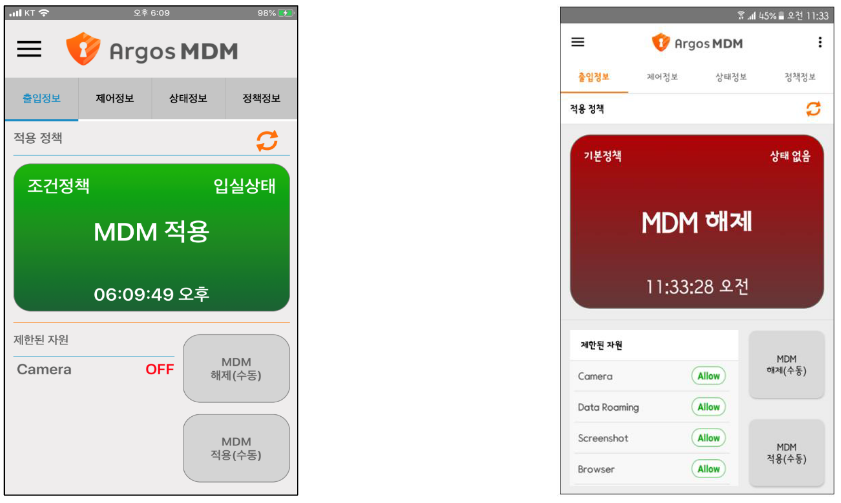 KT 오후 6:09 98%
Argos MDM
출입정보 제어정보 상태정보 정책정보
적용 정책
조건정책 입실상태
MDM 적용
06:09:49 오후
제한된 자원
Camera OFF
MDM
해제(수동)
MDM
적용(수동)
45% 오전 11:33
Argos MDM
출입정보 제어정보 상태정보 정책정보
적용 정책
기본정책 상태 없음
MDM 해제
11:33:28 오전
제한된 자원
Camera Allow
Data Roaming Allow
Screenshot Allow
Browser Allow
MDM
해제(수동)
MDM
적용(수동)